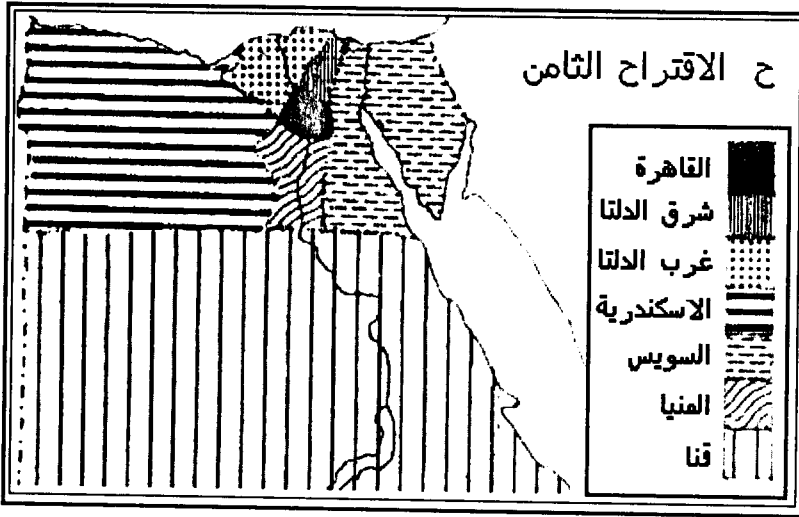 ح الاقتراح الثامن
القاهرة
شرق الدلتا
غرب الدلتا
الاسكندرية
السويس
المنيا
قنا